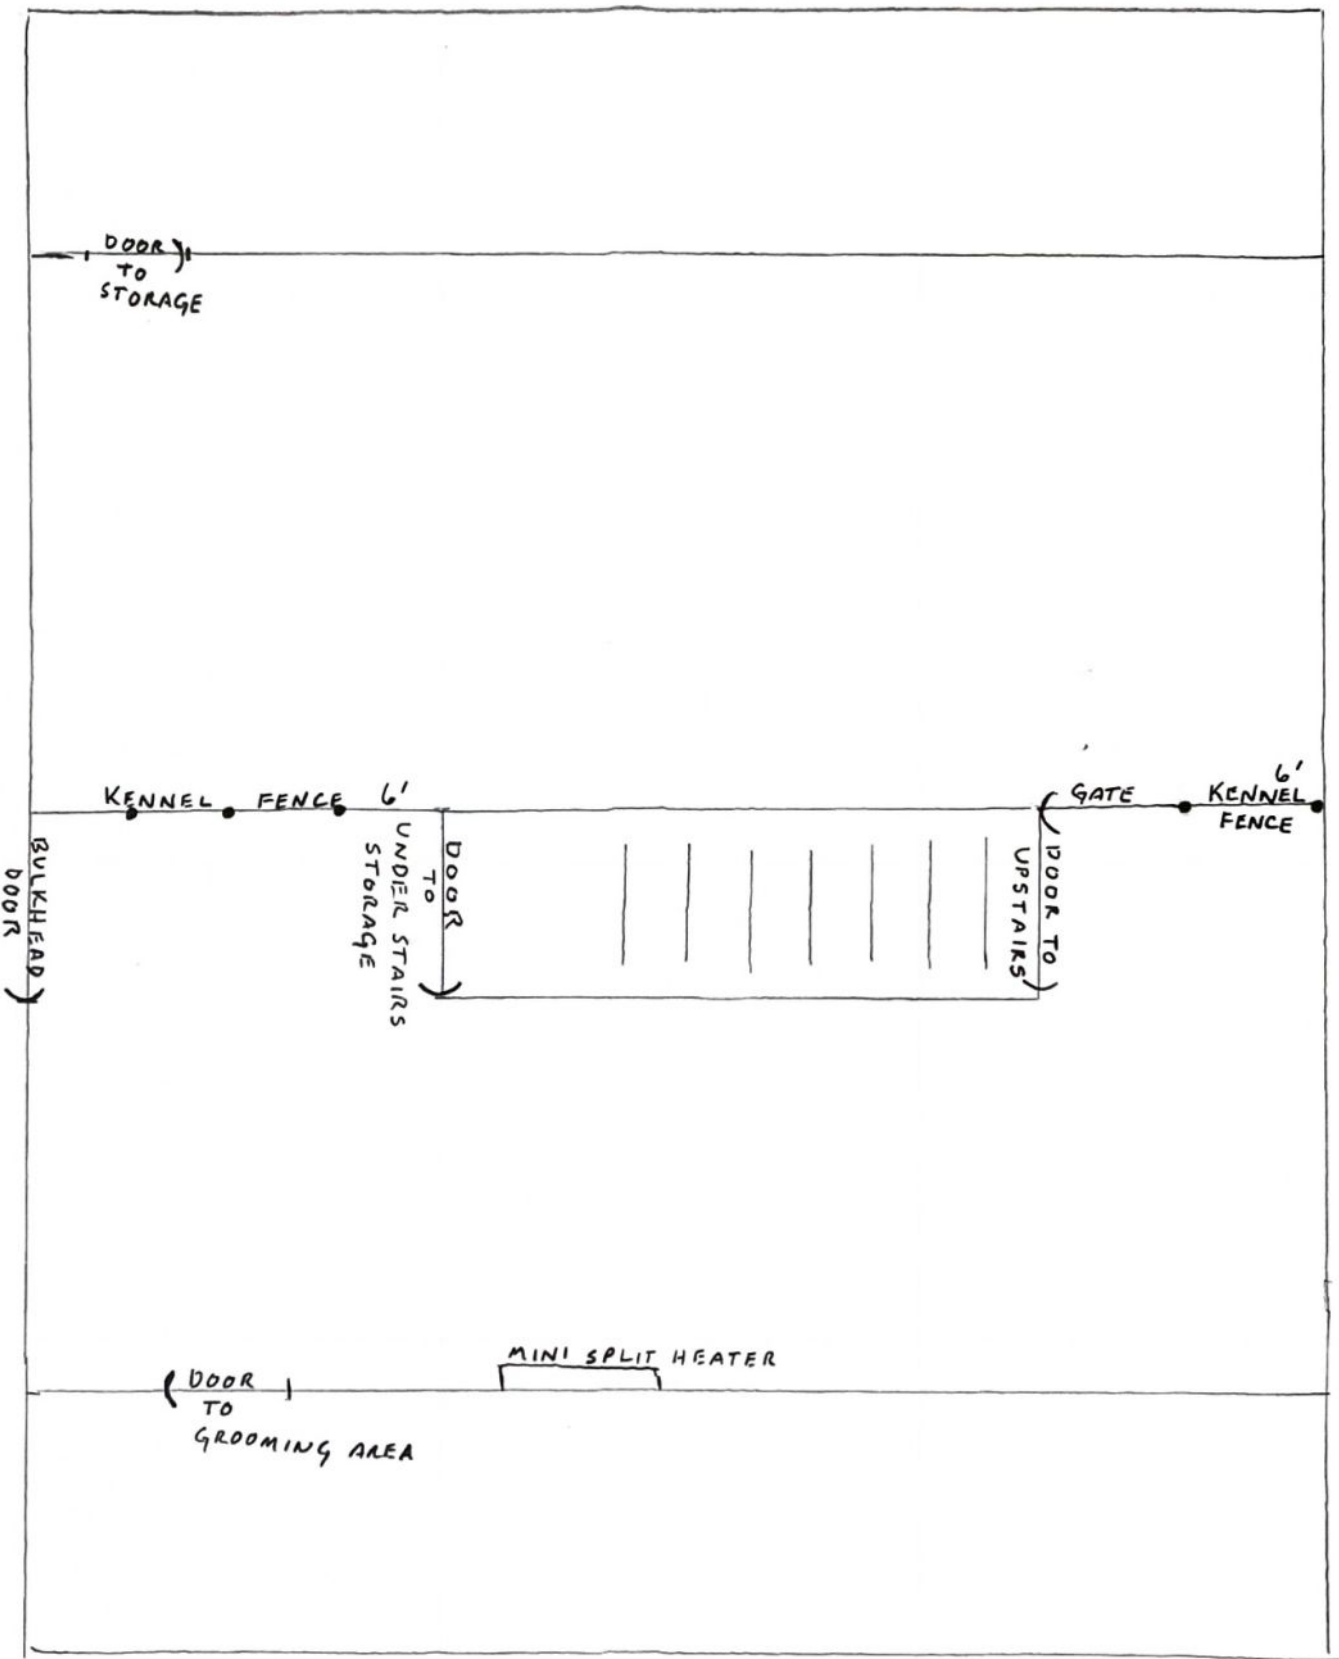 DOOR
TO
STORAGE
KENNEL FENCE 6'
GATE
6'
KENNEL
FENCE
BULKHEAD
DOOR
DOOR
TO
UNDER STAIRS
STORAGE
DOOR TO
UPSTAIRS
MINI SPLIT HEATER
DOOR
TO
GROOMING AREA